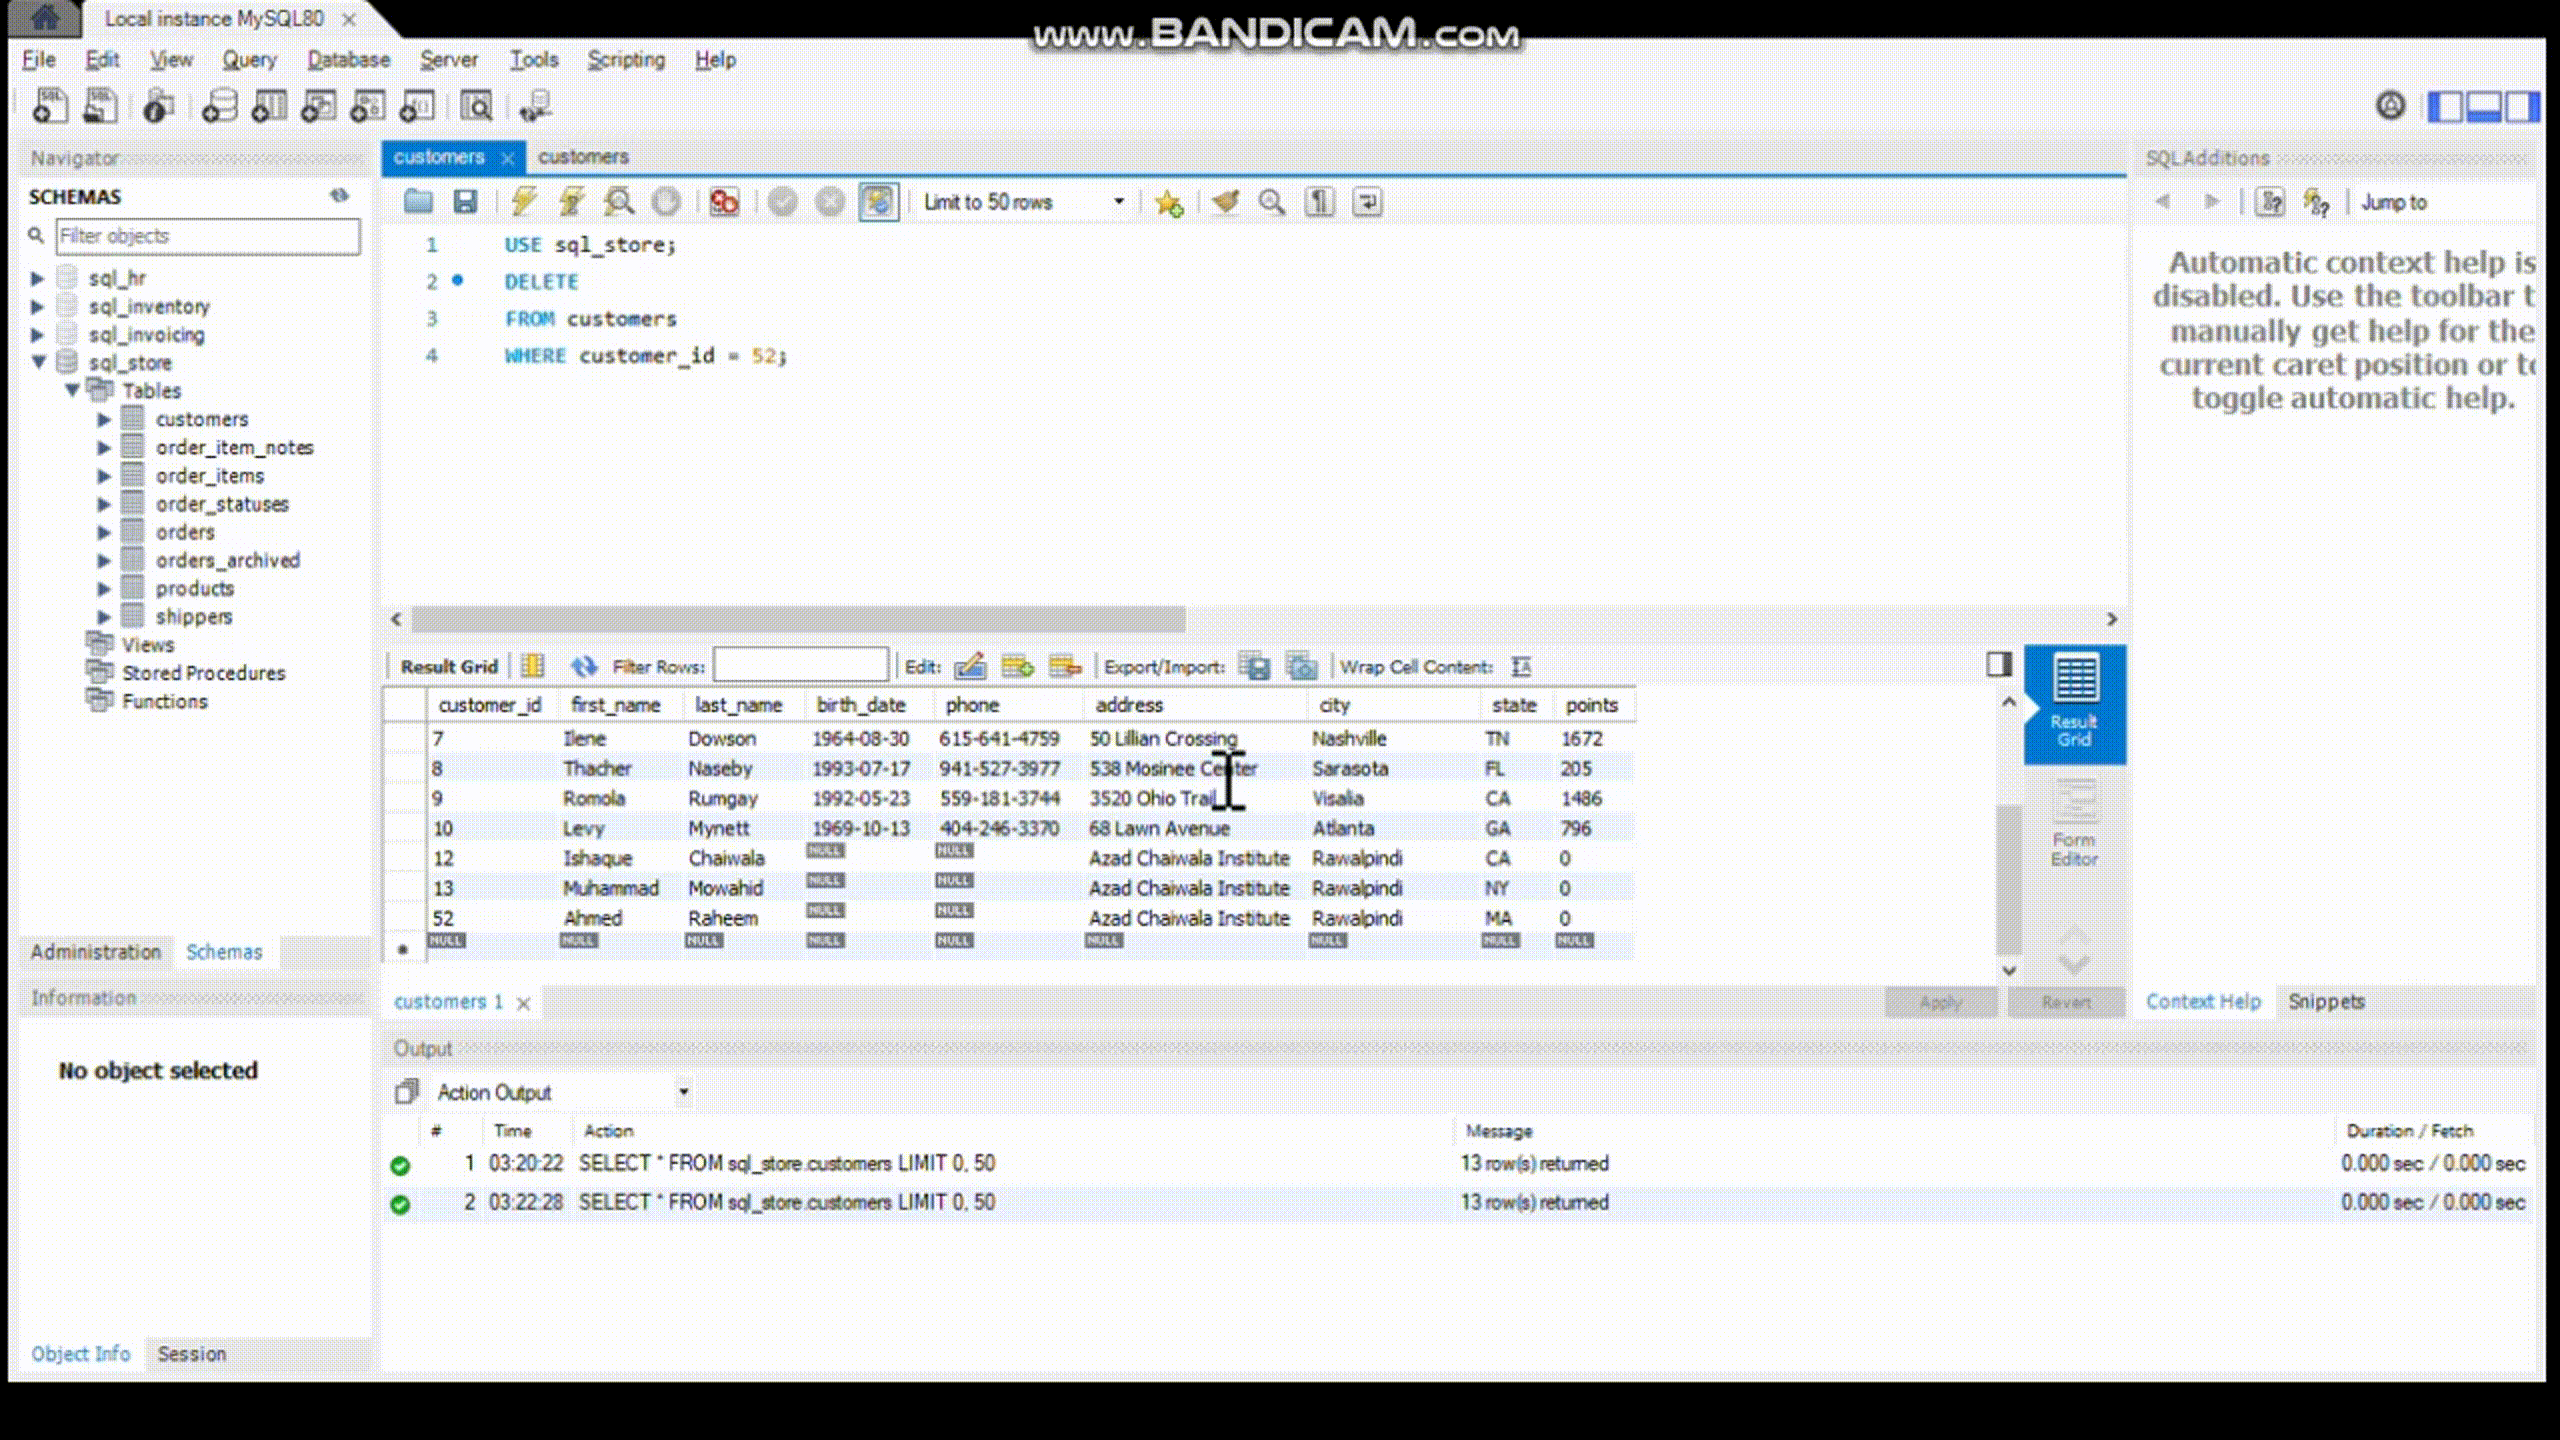 Local instance MySQL80
www.BANDICAM.com
File Edit View Query Database Server Tools Scripting Help
Navigator
SCHEMAS
Filter objects
sql_hr
sql_inventory
sql_invoicing
sql_store
Tables
customers
order_item_notes
order_items
order_statuses
orders
orders_archived
products
shippers
Views
Stored Procedures
Functions
Administration Schemas
Information
No object selected
Object Info Session
customers customers
Limit to 50 rows
1 USE sql_store;
2 DELETE
3 FROM customers
4 WHERE customer_id = 52;
Result Grid Filter Rows: Edit: Export/Import: Wrap Cell Content:
customer_id first_name last_name birth_date phone address city state points
7 Ilene Dowson 1964-08-30 615-641-4759 50 Lillian Crossing Nashville TN 1672
8 Thacher Naseby 1993-07-17 941-527-3977 538 Mosinee Center Sarasota FL 205
9 Romola Rumgay 1992-05-23 559-181-3744 3520 Ohio Trail Visalia CA 1486
10 Levy Mynett 1969-10-13 404-246-3370 68 Lawn Avenue Atlanta GA 796
12 Ishaque Chaiwala NULL NULL Azad Chaiwala Institute Rawalpindi CA 0
13 Muhammad Mowahid NULL NULL Azad Chaiwala Institute Rawalpindi NY 0
52 Ahmed Raheem NULL NULL Azad Chaiwala Institute Rawalpindi MA 0
NULL NULL NULL NULL NULL NULL NULL NULL NULL
Result
Grid
Form
Editor
customers 1
Apply Revert
Output
Action Output
# Time Action Message Duration / Fetch
1 03:20:22 SELECT * FROM sql_store.customers LIMIT 0, 50 13 row(s) returned 0.000 sec / 0.000 sec
2 03:22:28 SELECT * FROM sql_store.customers LIMIT 0, 50 13 row(s) returned 0.000 sec / 0.000 sec
SQLAdditions
Jump to
Automatic context help is
disabled. Use the toolbar t
manually get help for the
current caret position or to
toggle automatic help.
Context Help Snippets